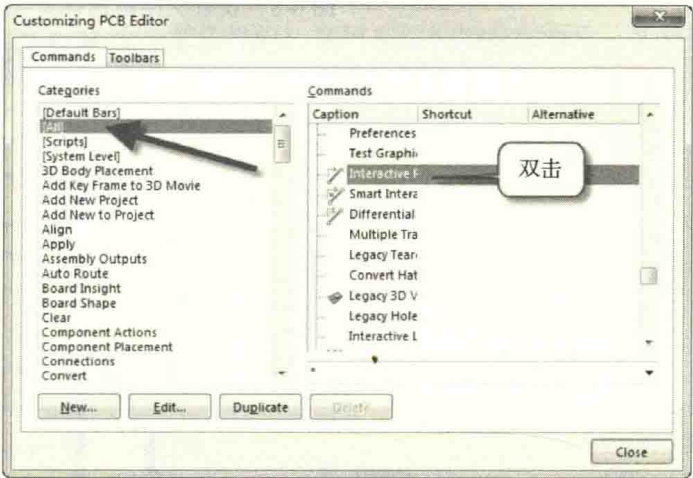 Customizing PCB Editor
Commands Toolbars
Categories
[Default Bars]
[All]
[Scripts]
[System Level]
3D Body Placement
Add Key Frame to 3D Movie
Add New Project
Add New to Project
Align
Apply
Assembly Outputs
Auto Route
Board Insight
Board Shape
Clear
Component Actions
Component Placement
Connections
Convert
Commands
Caption Shortcut Alternative
Preferences
Test Graphi
Interactive
Smart Intera
Differential
Multiple Tra
Legacy Tear
Convert Hat
Legacy 3D V
Legacy Hole
Interactive L
双击
New... Edit... Duplicate Delete
Close